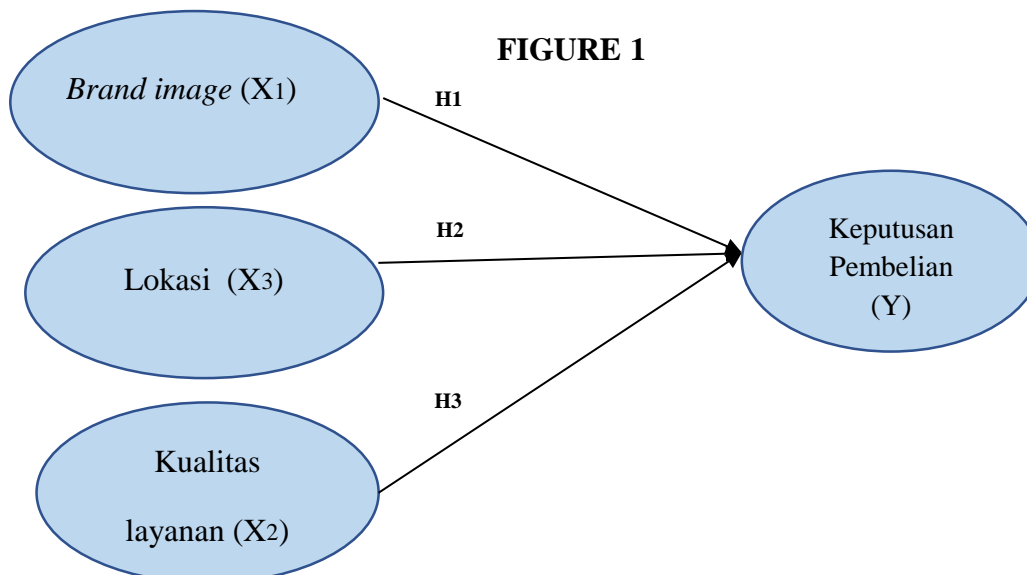 FIGURE 1
Brand image (X1)
H1
H2
Lokasi (X3)
Keputusan
Pembelian
(Y)
H3
Kualitas
layanan (X2)